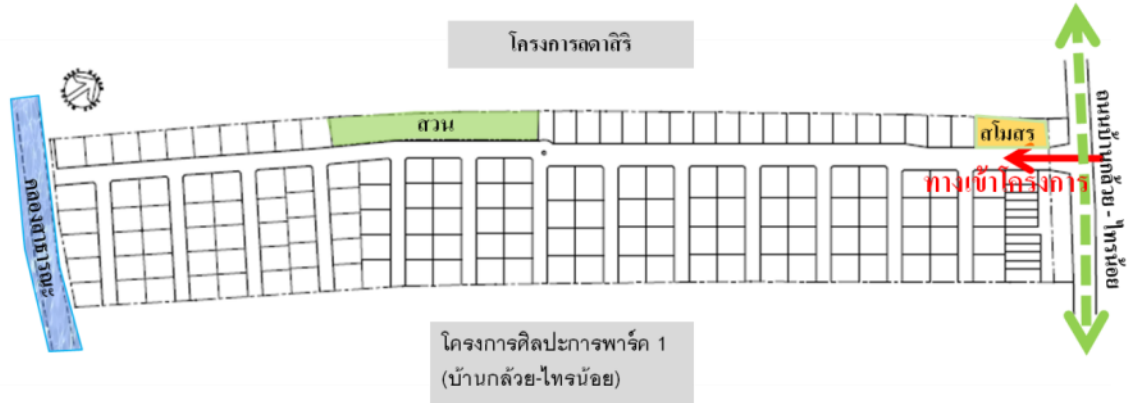 โครงการลดาสิริ
สวน
สโมสร
ทางเข้าโครงการ
ถนนบ้านกล้วย - ไทรน้อย
คลองสาธารณะ
โครงการศิลปะการพาร์ค 1
(บ้านกล้วย-ไทรน้อย)